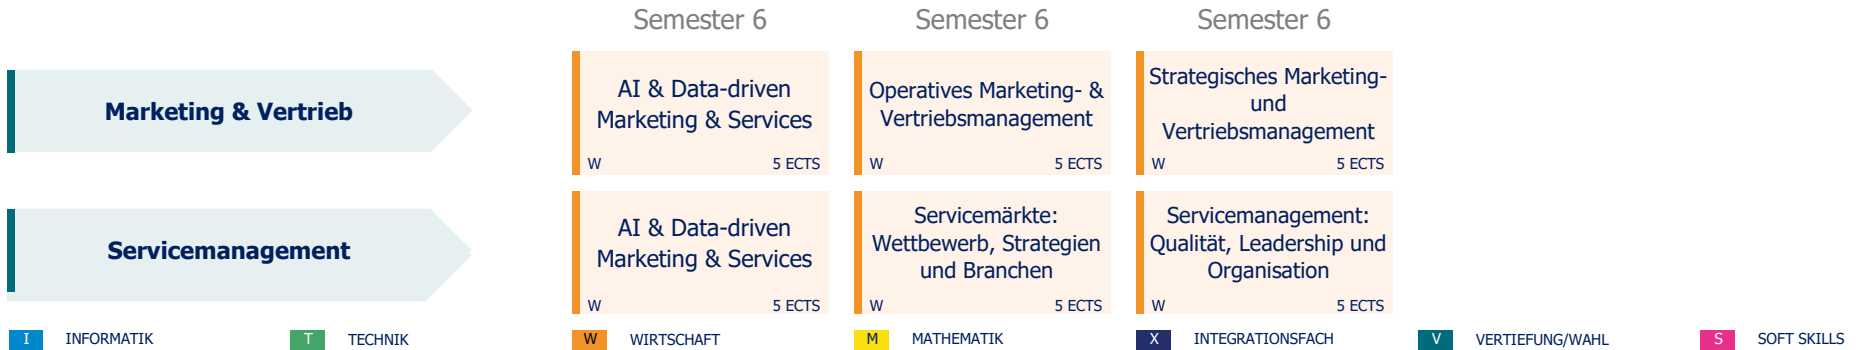 Semester 6
Semester 6
Semester 6
Marketing & Vertrieb
AI & Data-driven
Marketing & Services
W
5 ECTS
Operatives Marketing- &
Vertriebsmanagement
W
5 ECTS
Strategisches Marketing-
und
Vertriebsmanagement
W
5 ECTS
Servicemanagement
AI & Data-driven
Marketing & Services
W
5 ECTS
Servicemärkte:
Wettbewerb, Strategien
und Branchen
W
5 ECTS
Servicemanagement:
Qualität, Leadership und
Organisation
W
5 ECTS
I INFORMATIK
T TECHNIK
W WIRTSCHAFT
M MATHEMATIK
X INTEGRATIONSFACH
V VERTIEFUNG/WAHL
S SOFT SKILLS